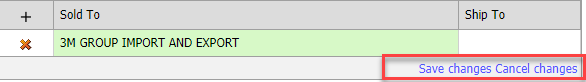 + Sold To Ship To
3M GROUP IMPORT AND EXPORT
Save changes Cancel changes